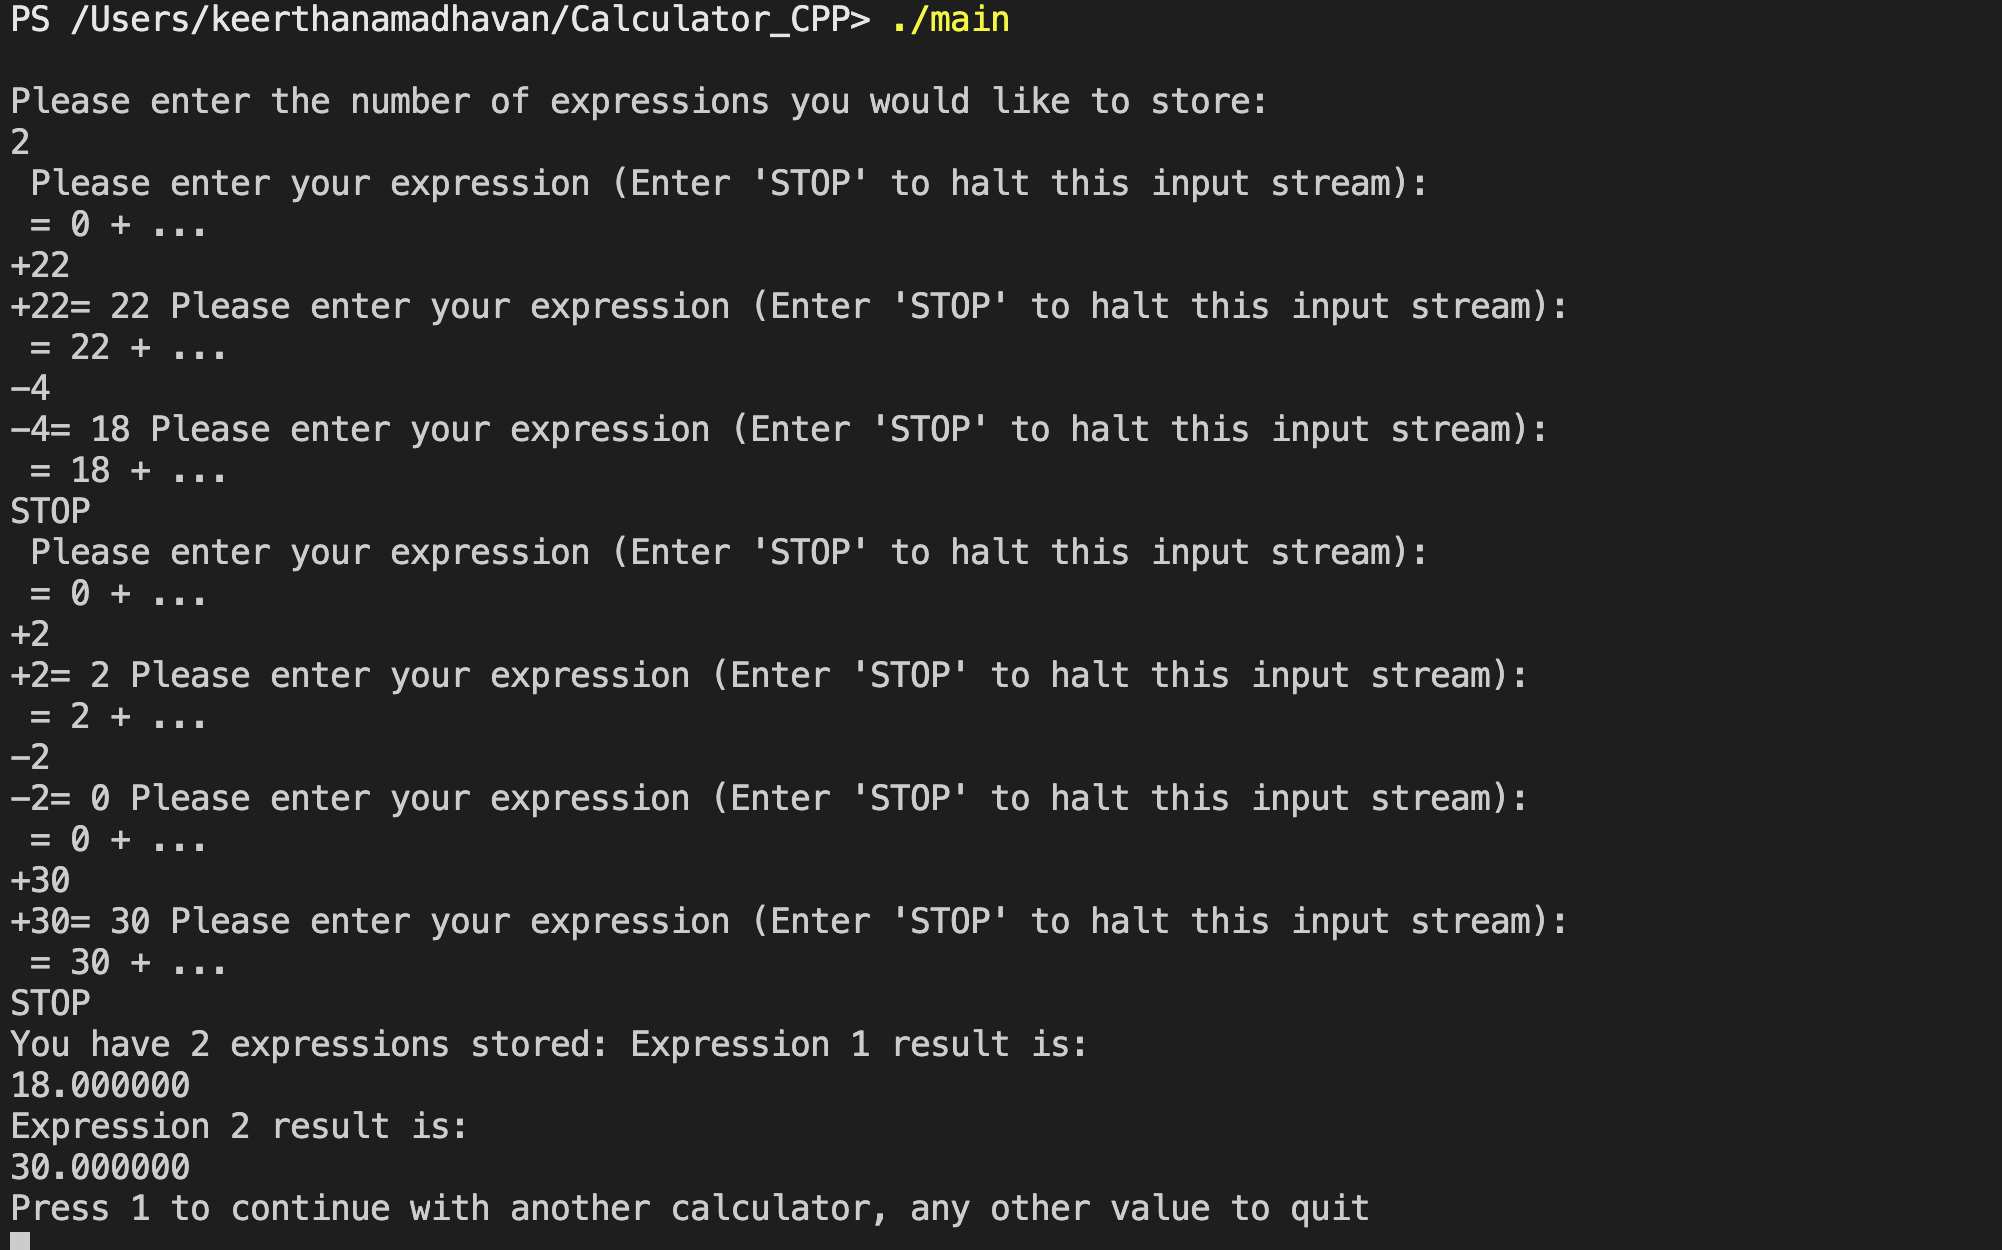 PS /Users/keerthanamadhavan/Calculator_CPP> ./main
Please enter the number of expressions you would like to store:
2
Please enter your expression (Enter 'STOP' to halt this input stream):
= 0 + ...
+22
+22= 22 Please enter your expression (Enter 'STOP' to halt this input stream):
= 22 + ...
-4
-4= 18 Please enter your expression (Enter 'STOP' to halt this input stream):
= 18 + ...
STOP
Please enter your expression (Enter 'STOP' to halt this input stream):
= 0 + ...
+2
+2= 2 Please enter your expression (Enter 'STOP' to halt this input stream):
= 2 + ...
-2
-2= 0 Please enter your expression (Enter 'STOP' to halt this input stream):
= 0 + ...
+30
+30= 30 Please enter your expression (Enter 'STOP' to halt this input stream):
= 30 + ...
STOP
You have 2 expressions stored: Expression 1 result is:
18.000000
Expression 2 result is:
30.000000
Press 1 to continue with another calculator, any other value to quit